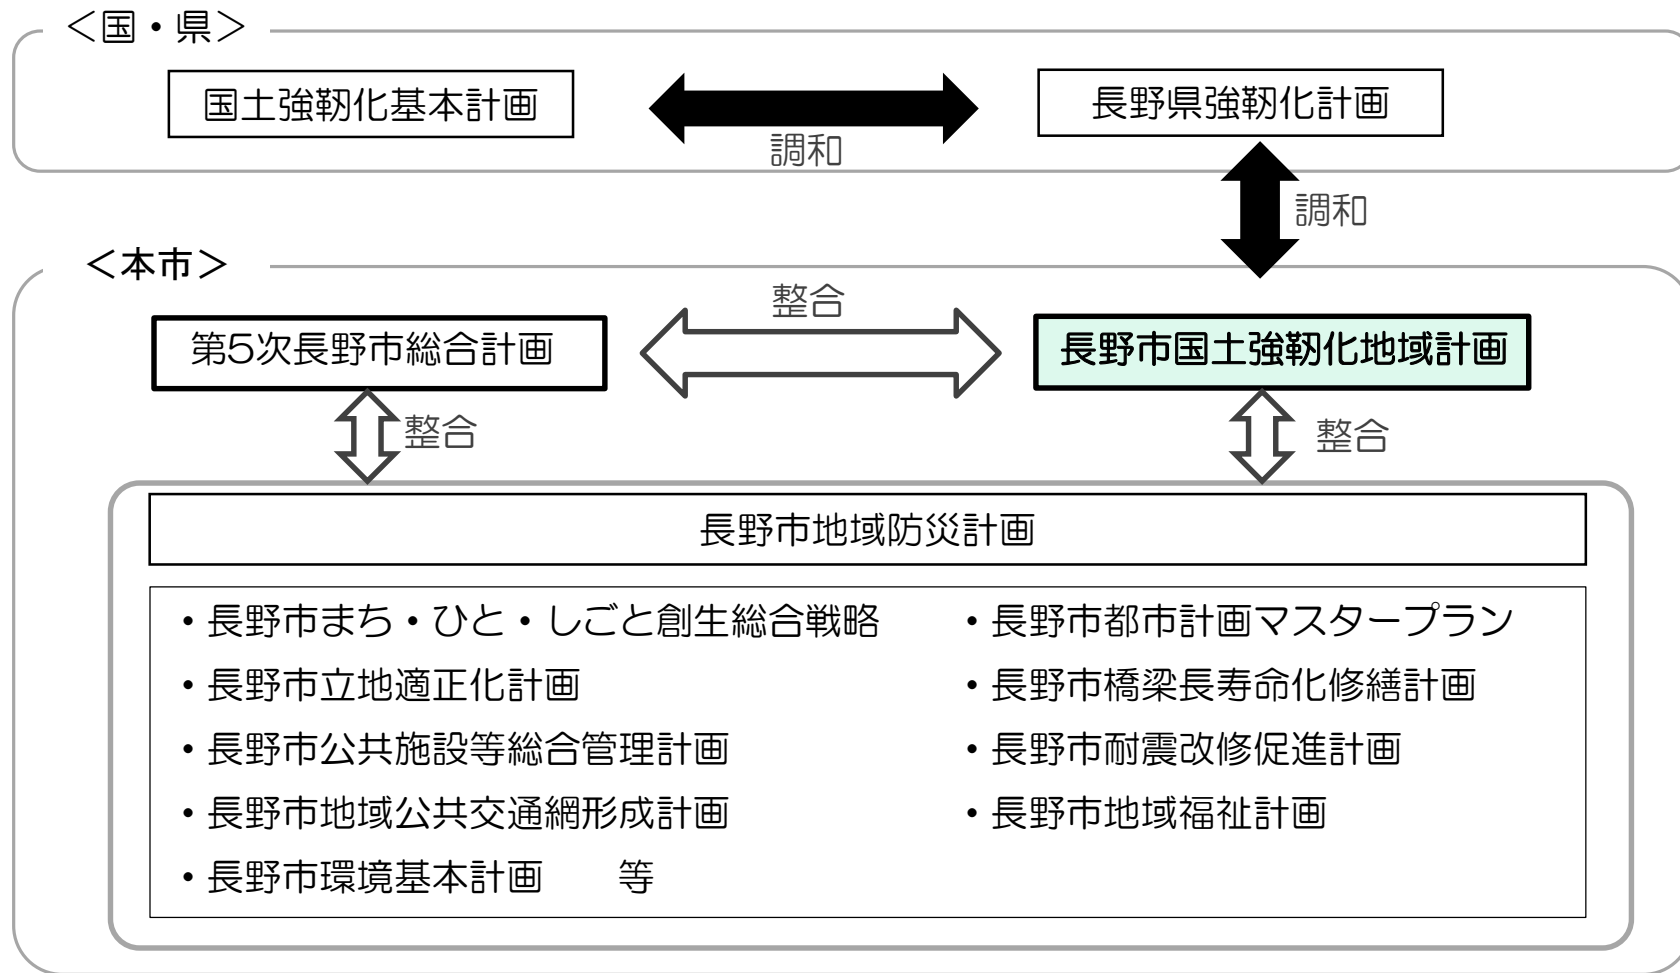 ＜国・県＞
国土強靭化基本計画
長野県強靭化計画
調和
調和
＜本市＞
整合
第5次長野市総合計画
長野市国土強靭化地域計画
整合
整合
長野市地域防災計画
・長野市まち・ひと・しごと創生総合戦略
・長野市都市計画マスタープラン
・長野市立地適正化計画
・長野市橋梁長寿命化修繕計画
・長野市公共施設等総合管理計画
・長野市耐震改修促進計画
・長野市地域公共交通網形成計画
・長野市地域福祉計画
・長野市環境基本計画　　等